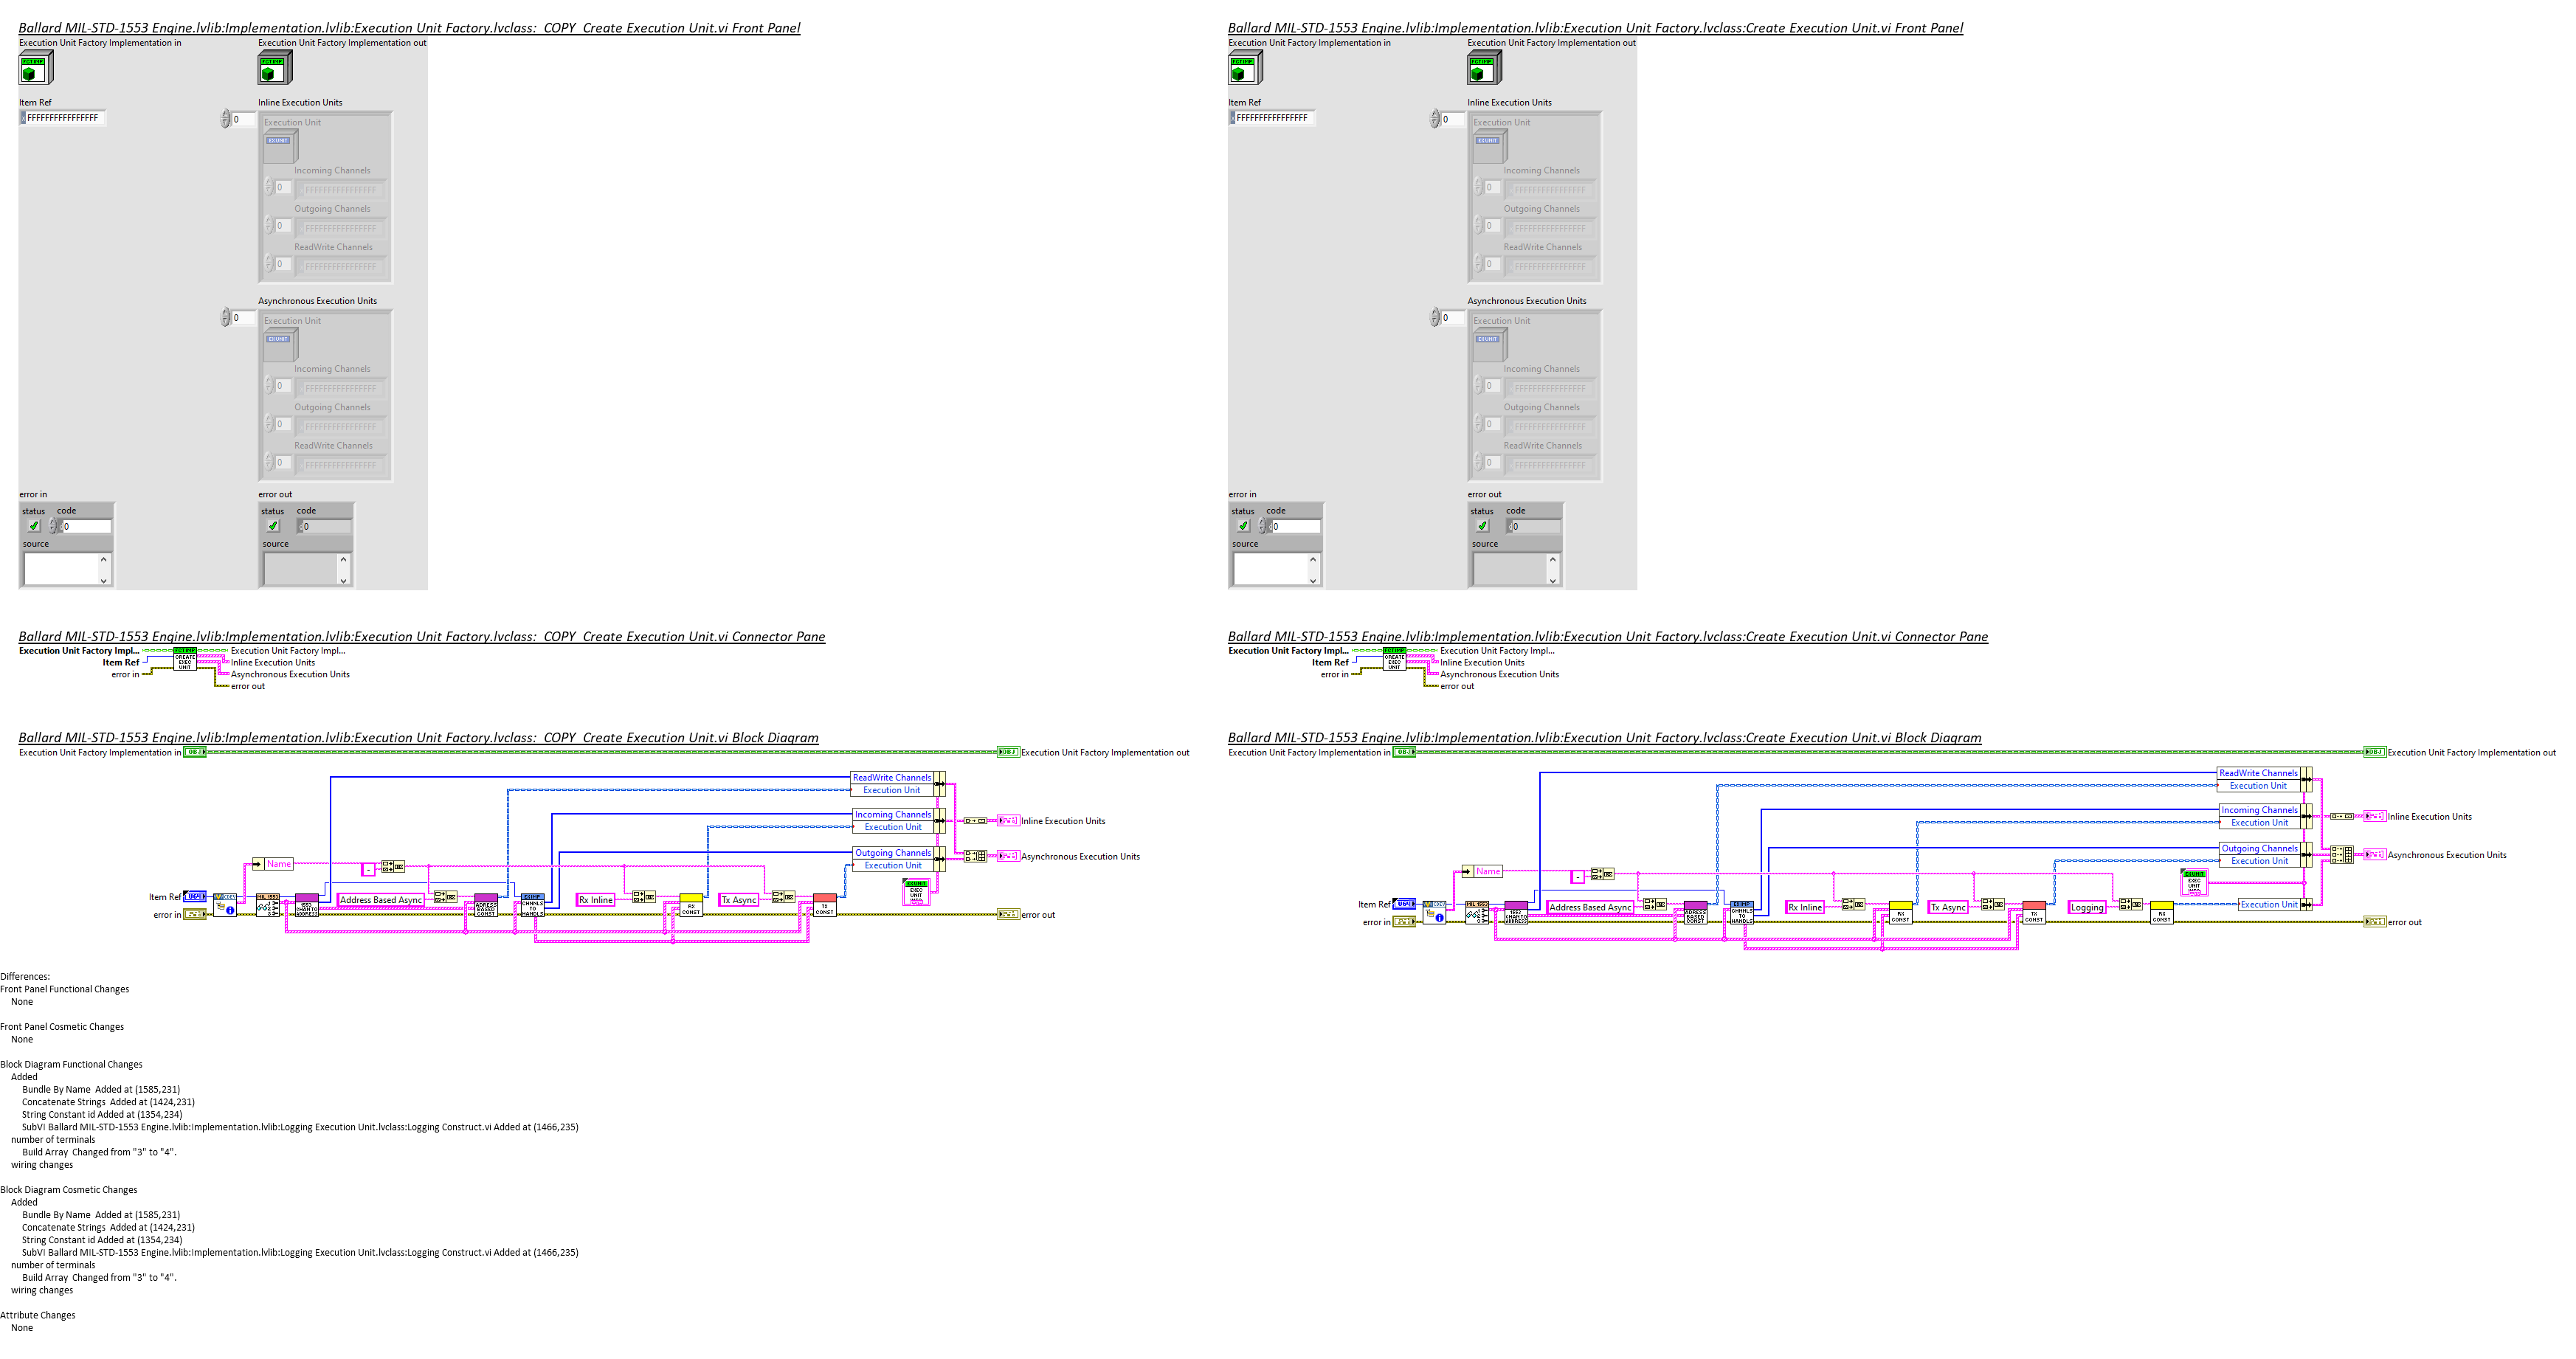 Ballard MIL-STD-1553 Engine.lvlib:Implementation.lvlib:Execution Unit Factory.lvclass:  COPY  Create Execution Unit.vi Front Panel
Execution Unit Factory Implementation in
Execution Unit Factory Implementation out
Item Ref
FFFFFFFFFFFFFFFF
Inline Execution Units
0
Execution Unit
EXUNIT
Incoming Channels
0
FFFFFFFFFFFFFFFF
Outgoing Channels
0
FFFFFFFFFFFFFFFF
ReadWrite Channels
0
FFFFFFFFFFFFFFFF
Asynchronous Execution Units
0
Execution Unit
EXUNIT
Incoming Channels
0
FFFFFFFFFFFFFFFF
Outgoing Channels
0
FFFFFFFFFFFFFFFF
ReadWrite Channels
0
FFFFFFFFFFFFFFFF
error in
status code
0
source
error out
status code
0
source
Ballard MIL-STD-1553 Engine.lvlib:Implementation.lvlib:Execution Unit Factory.lvclass:  COPY  Create Execution Unit.vi Connector Pane
Execution Unit Factory Impl...
Item Ref
error in
CREATE
EXEC
UNIT
Execution Unit Factory Impl...
Inline Execution Units
Asynchronous Execution Units
error out
Ballard MIL-STD-1553 Engine.lvlib:Implementation.lvlib:Execution Unit Factory.lvclass:  COPY  Create Execution Unit.vi Block Diagram
Execution Unit Factory Implementation in
Execution Unit Factory Implementation out
ReadWrite Channels
Execution Unit
Incoming Channels
Execution Unit
Inline Execution Units
Outgoing Channels
Execution Unit
Asynchronous Execution Units
Name
-
Item Ref
Address Based Async
Rx Inline
RX
CONST
Tx Async
TX
CONST
error in
error out
Differences:
Front Panel Functional Changes
None
Front Panel Cosmetic Changes
None
Block Diagram Functional Changes
Added
Bundle By Name  Added at (1585,231)
Concatenate Strings  Added at (1424,231)
String Constant id Added at (1354,234)
SubVI Ballard MIL-STD-1553 Engine.lvlib:Implementation.lvlib:Logging Execution Unit.lvclass:Logging Construct.vi Added at (1466,235)
number of terminals
Build Array  Changed from "3" to "4".
wiring changes
Block Diagram Cosmetic Changes
Added
Bundle By Name  Added at (1585,231)
Concatenate Strings  Added at (1424,231)
String Constant id Added at (1354,234)
SubVI Ballard MIL-STD-1553 Engine.lvlib:Implementation.lvlib:Logging Execution Unit.lvclass:Logging Construct.vi Added at (1466,235)
number of terminals
Build Array  Changed from "3" to "4".
wiring changes
Attribute Changes
None
Ballard MIL-STD-1553 Engine.lvlib:Implementation.lvlib:Execution Unit Factory.lvclass:Create Execution Unit.vi Front Panel
Execution Unit Factory Implementation in
Execution Unit Factory Implementation out
Item Ref
FFFFFFFFFFFFFFFF
Inline Execution Units
0
Execution Unit
EXUNIT
Incoming Channels
0
FFFFFFFFFFFFFFFF
Outgoing Channels
0
FFFFFFFFFFFFFFFF
ReadWrite Channels
0
FFFFFFFFFFFFFFFF
Asynchronous Execution Units
0
Execution Unit
EXUNIT
Incoming Channels
0
FFFFFFFFFFFFFFFF
Outgoing Channels
0
FFFFFFFFFFFFFFFF
ReadWrite Channels
0
FFFFFFFFFFFFFFFF
error in
status code
0
source
error out
status code
0
source
Ballard MIL-STD-1553 Engine.lvlib:Implementation.lvlib:Execution Unit Factory.lvclass:Create Execution Unit.vi Connector Pane
Execution Unit Factory Impl...
Item Ref
error in
CREATE
EXEC
UNIT
Execution Unit Factory Impl...
Inline Execution Units
Asynchronous Execution Units
error out
Ballard MIL-STD-1553 Engine.lvlib:Implementation.lvlib:Execution Unit Factory.lvclass:Create Execution Unit.vi Block Diagram
Execution Unit Factory Implementation in
Execution Unit Factory Implementation out
ReadWrite Channels
Execution Unit
Incoming Channels
Execution Unit
Inline Execution Units
Outgoing Channels
Execution Unit
Asynchronous Execution Units
Name
-
Item Ref
Address Based Async
Rx Inline
RX
CONST
Tx Async
TX
CONST
Logging
RX
CONST
Execution Unit
error in
error out